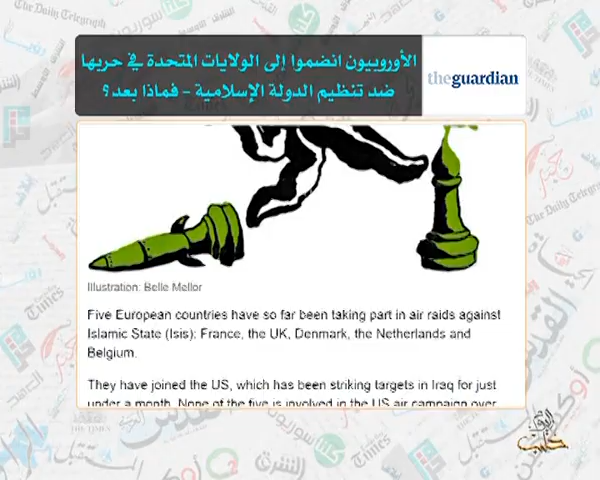 الأوروبيون انضموا إلى الولايات المتحدة في حربها
ضد تنظيم الدولة الإسلامية - فماذا بعد؟
theguardian
Illustration: Belle Mellor
Five European countries have so far been taking part in air raids against
Islamic State (Isis): France, the UK, Denmark, the Netherlands and
Belgium.
They have joined the US, which has been striking targets in Iraq for just
under a month. None of the five is involved in the US air campaign over
The Daily Telegraph